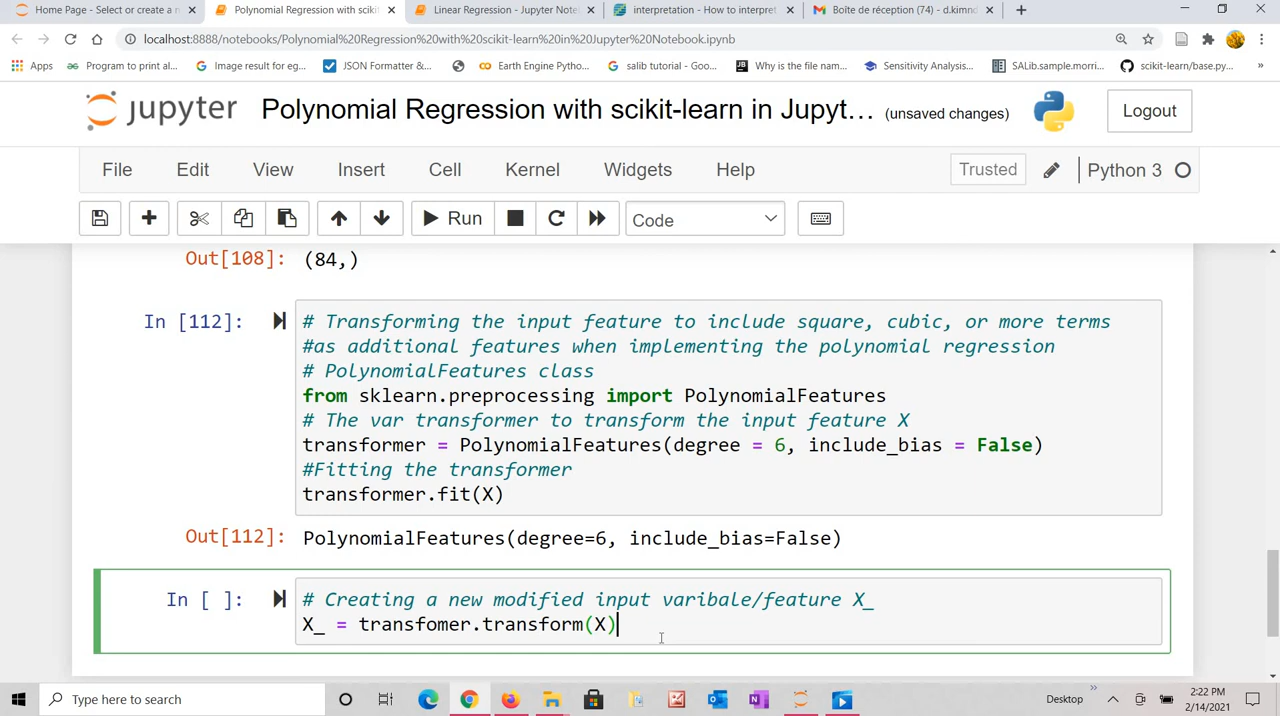 Home Page - Select or create a n
Polynomial Regression with scikit
Linear Regression - Jupyter Note
interpretation - How to interpret
Boîte de réception (74) - d.kimnd
localhost:8888/notebooks/Polynomial%20Regression%20with%20scikit-learn%20in%20Jupyter%20Notebook.ipynb
Apps
Program to print al...
Image result for eg...
JSON Formatter &...
Earth Engine Pytho...
salib tutorial - Goo...
Why is the file nam...
Sensitivity Analysis...
SALib.sample.morri...
scikit-learn/base.py...
»
jupyter Polynomial Regression with scikit-learn in Jupyt... (unsaved changes)
Logout
File Edit View Insert Cell Kernel Widgets Help
Trusted
Python 3
Run
Code
Out[108]: (84,)
In [112]: # Transforming the input feature to include square, cubic, or more terms
#as additional features when implementing the polynomial regression
# PolynomialFeatures class
from sklearn.preprocessing import PolynomialFeatures
# The var transformer to transform the input feature X
transformer = PolynomialFeatures(degree = 6, include_bias = False)
#Fitting the transformer
transformer.fit(X)
Out[112]: PolynomialFeatures(degree=6, include_bias=False)
In [ ]: # Creating a new modified input varibale/feature X_
X_ = transfomer.transform(X)
Type here to search
Desktop
»
2:22 PM
2/14/2021